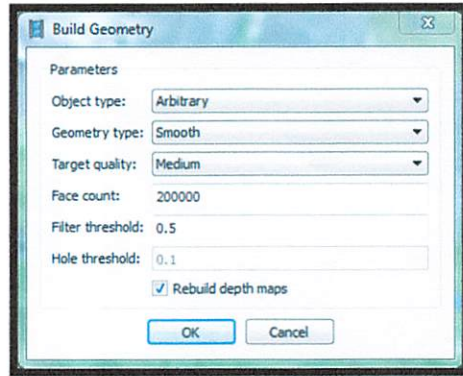 Build Geometry
Parameters
Object type: Arbitrary
Geometry type: Smooth
Target quality: Medium
Face count: 200000
Filter threshold: 0.5
Hole threshold: 0.1
Rebuild depth maps
OK Cancel